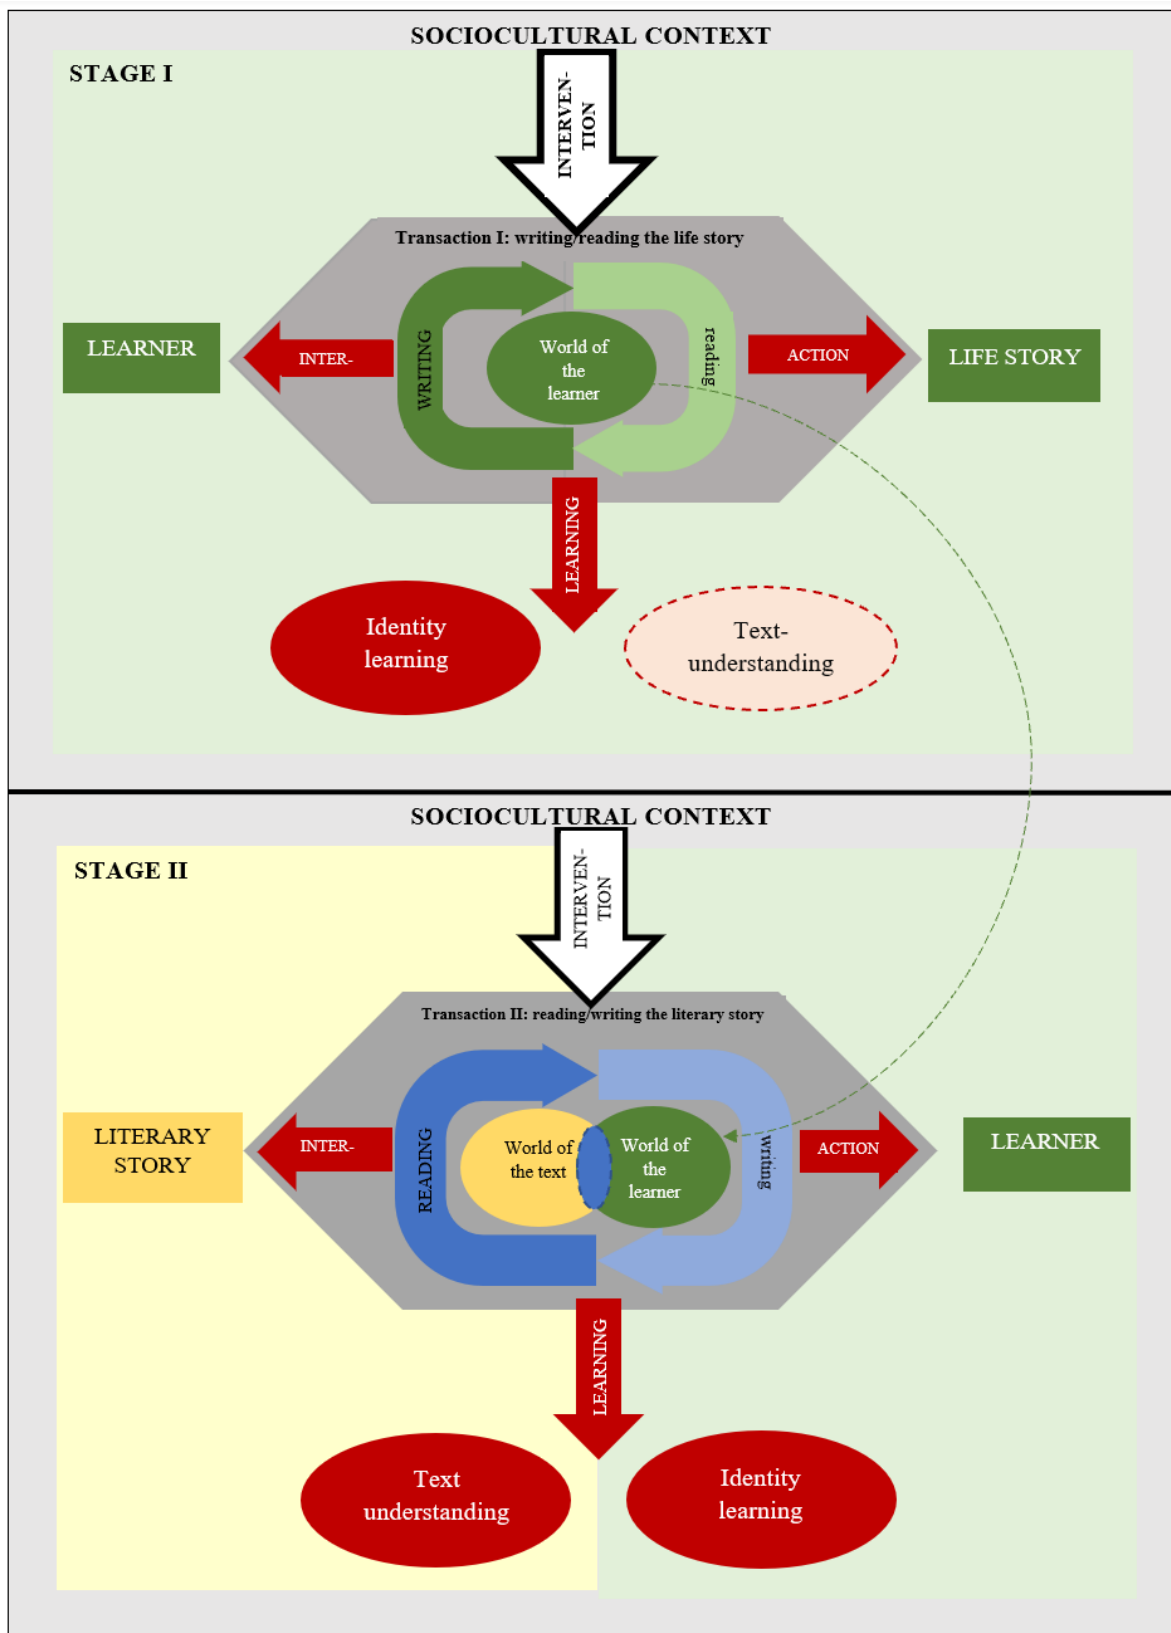 SOCIOCULTURAL CONTEXT
STAGE I
INTERVEN-
TION
Transaction I: writing/reading the life story
LEARNER
INTER-
WRITING
World of
the
learner
reading
ACTION
LIFE STORY
LEARNING
Identity
learning
Text-
understanding
SOCIOCULTURAL CONTEXT
STAGE II
INTERVEN-
TION
Transaction II: reading/writing the literary story
LITERARY
STORY
INTER-
READING
World of
the text
World of
the
learner
writing
ACTION
LEARNER
LEARNING
Text
understanding
Identity
learning